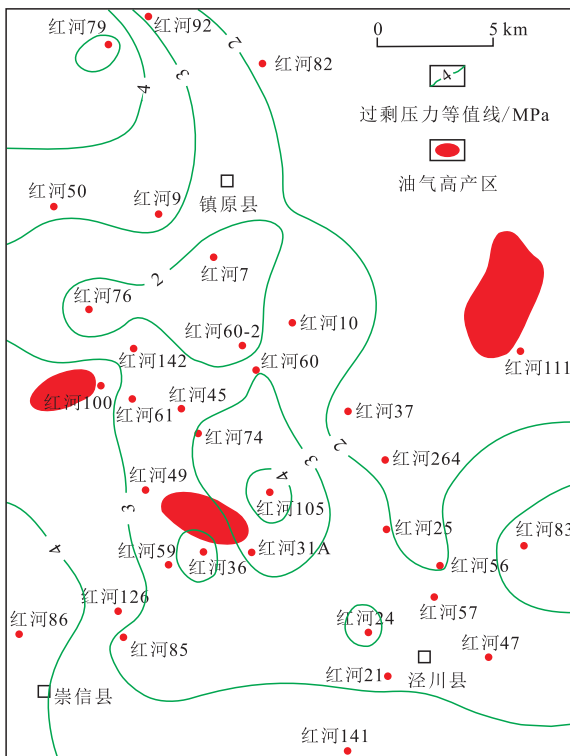 红河92
红河79
2
0
5 km
3
红河82
4
4
过剩压力等值线/MPa
油气高产区
红河50
红河9
镇原县
红河7
2
红河76
红河10
红河60-2
红河142
红河60
红河111
红河100
红河61
红河45
红河37
红河74
2
3
红河264
4
红河49
3
红河105
红河25
红河83
4
红河59
红河36
红河31A
红河56
红河126
红河57
红河86
红河24
红河85
红河47
红河21
泾川县
崇信县
红河141